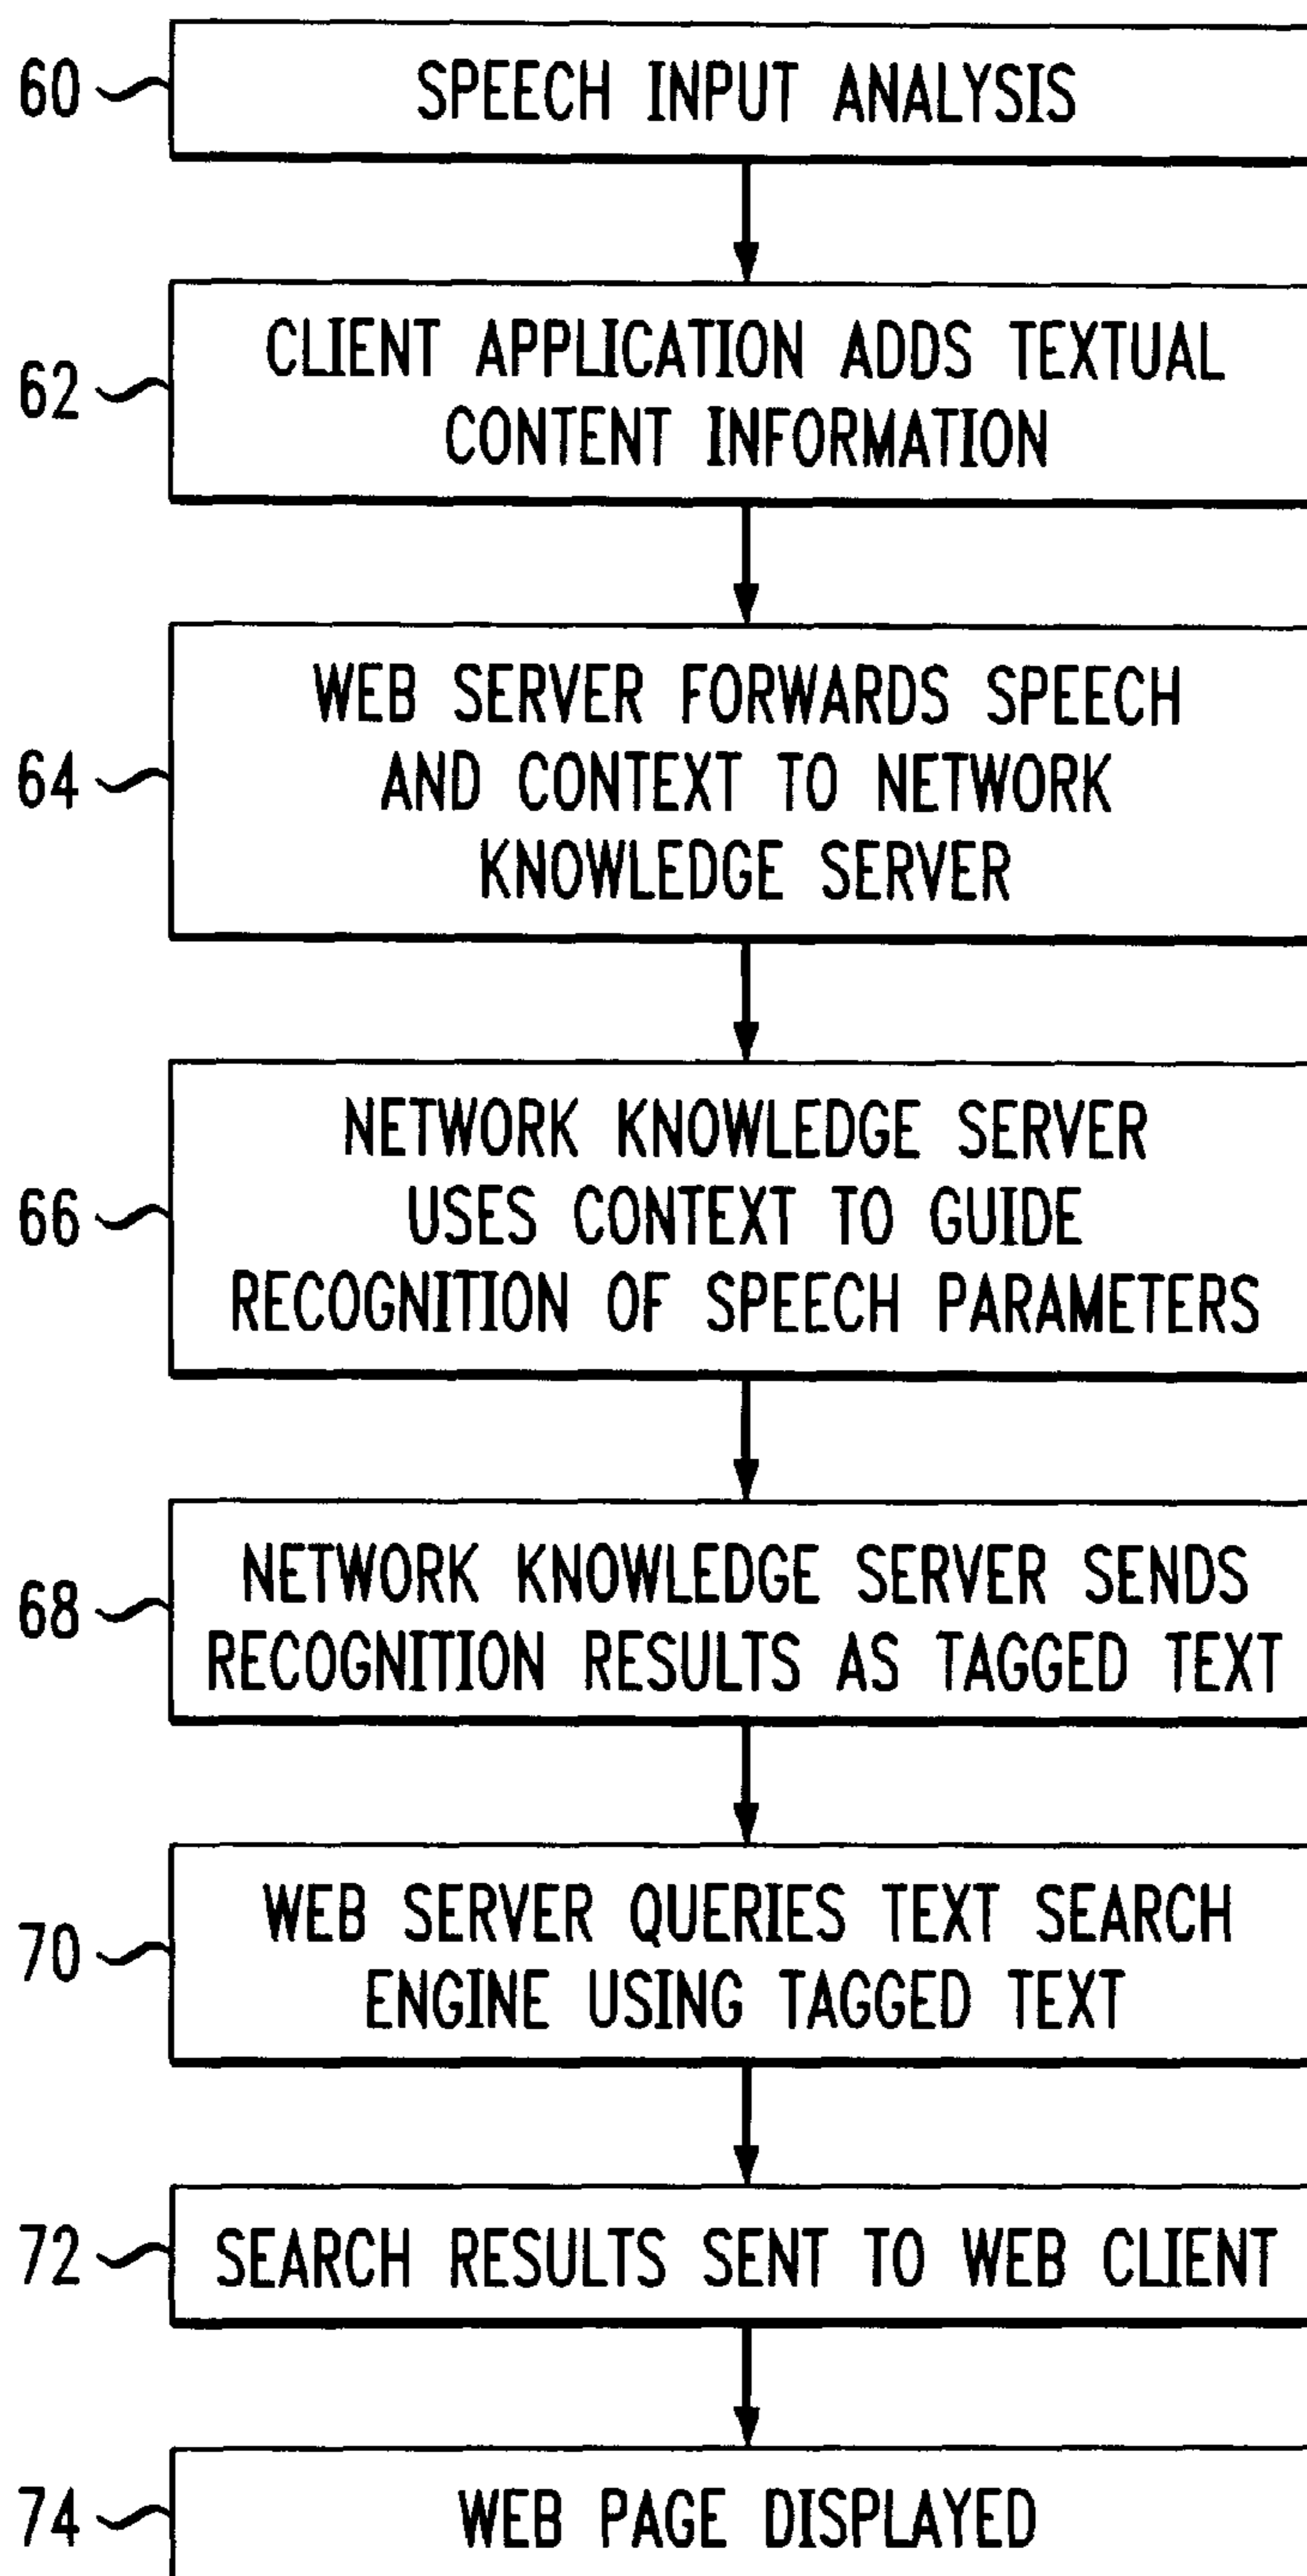 60
SPEECH INPUT ANALYSIS
62
CLIENT APPLICATION ADDS TEXTUAL
CONTENT INFORMATION
64
WEB SERVER FORWARDS SPEECH
AND CONTEXT TO NETWORK
KNOWLEDGE SERVER
66
NETWORK KNOWLEDGE SERVER
USES CONTEXT TO GUIDE
RECOGNITION OF SPEECH PARAMETERS
68
NETWORK KNOWLEDGE SERVER SENDS
RECOGNITION RESULTS AS TAGGED TEXT
70
WEB SERVER QUERIES TEXT SEARCH
ENGINE USING TAGGED TEXT
72
SEARCH RESULTS SENT TO WEB CLIENT
74
WEB PAGE DISPLAYED